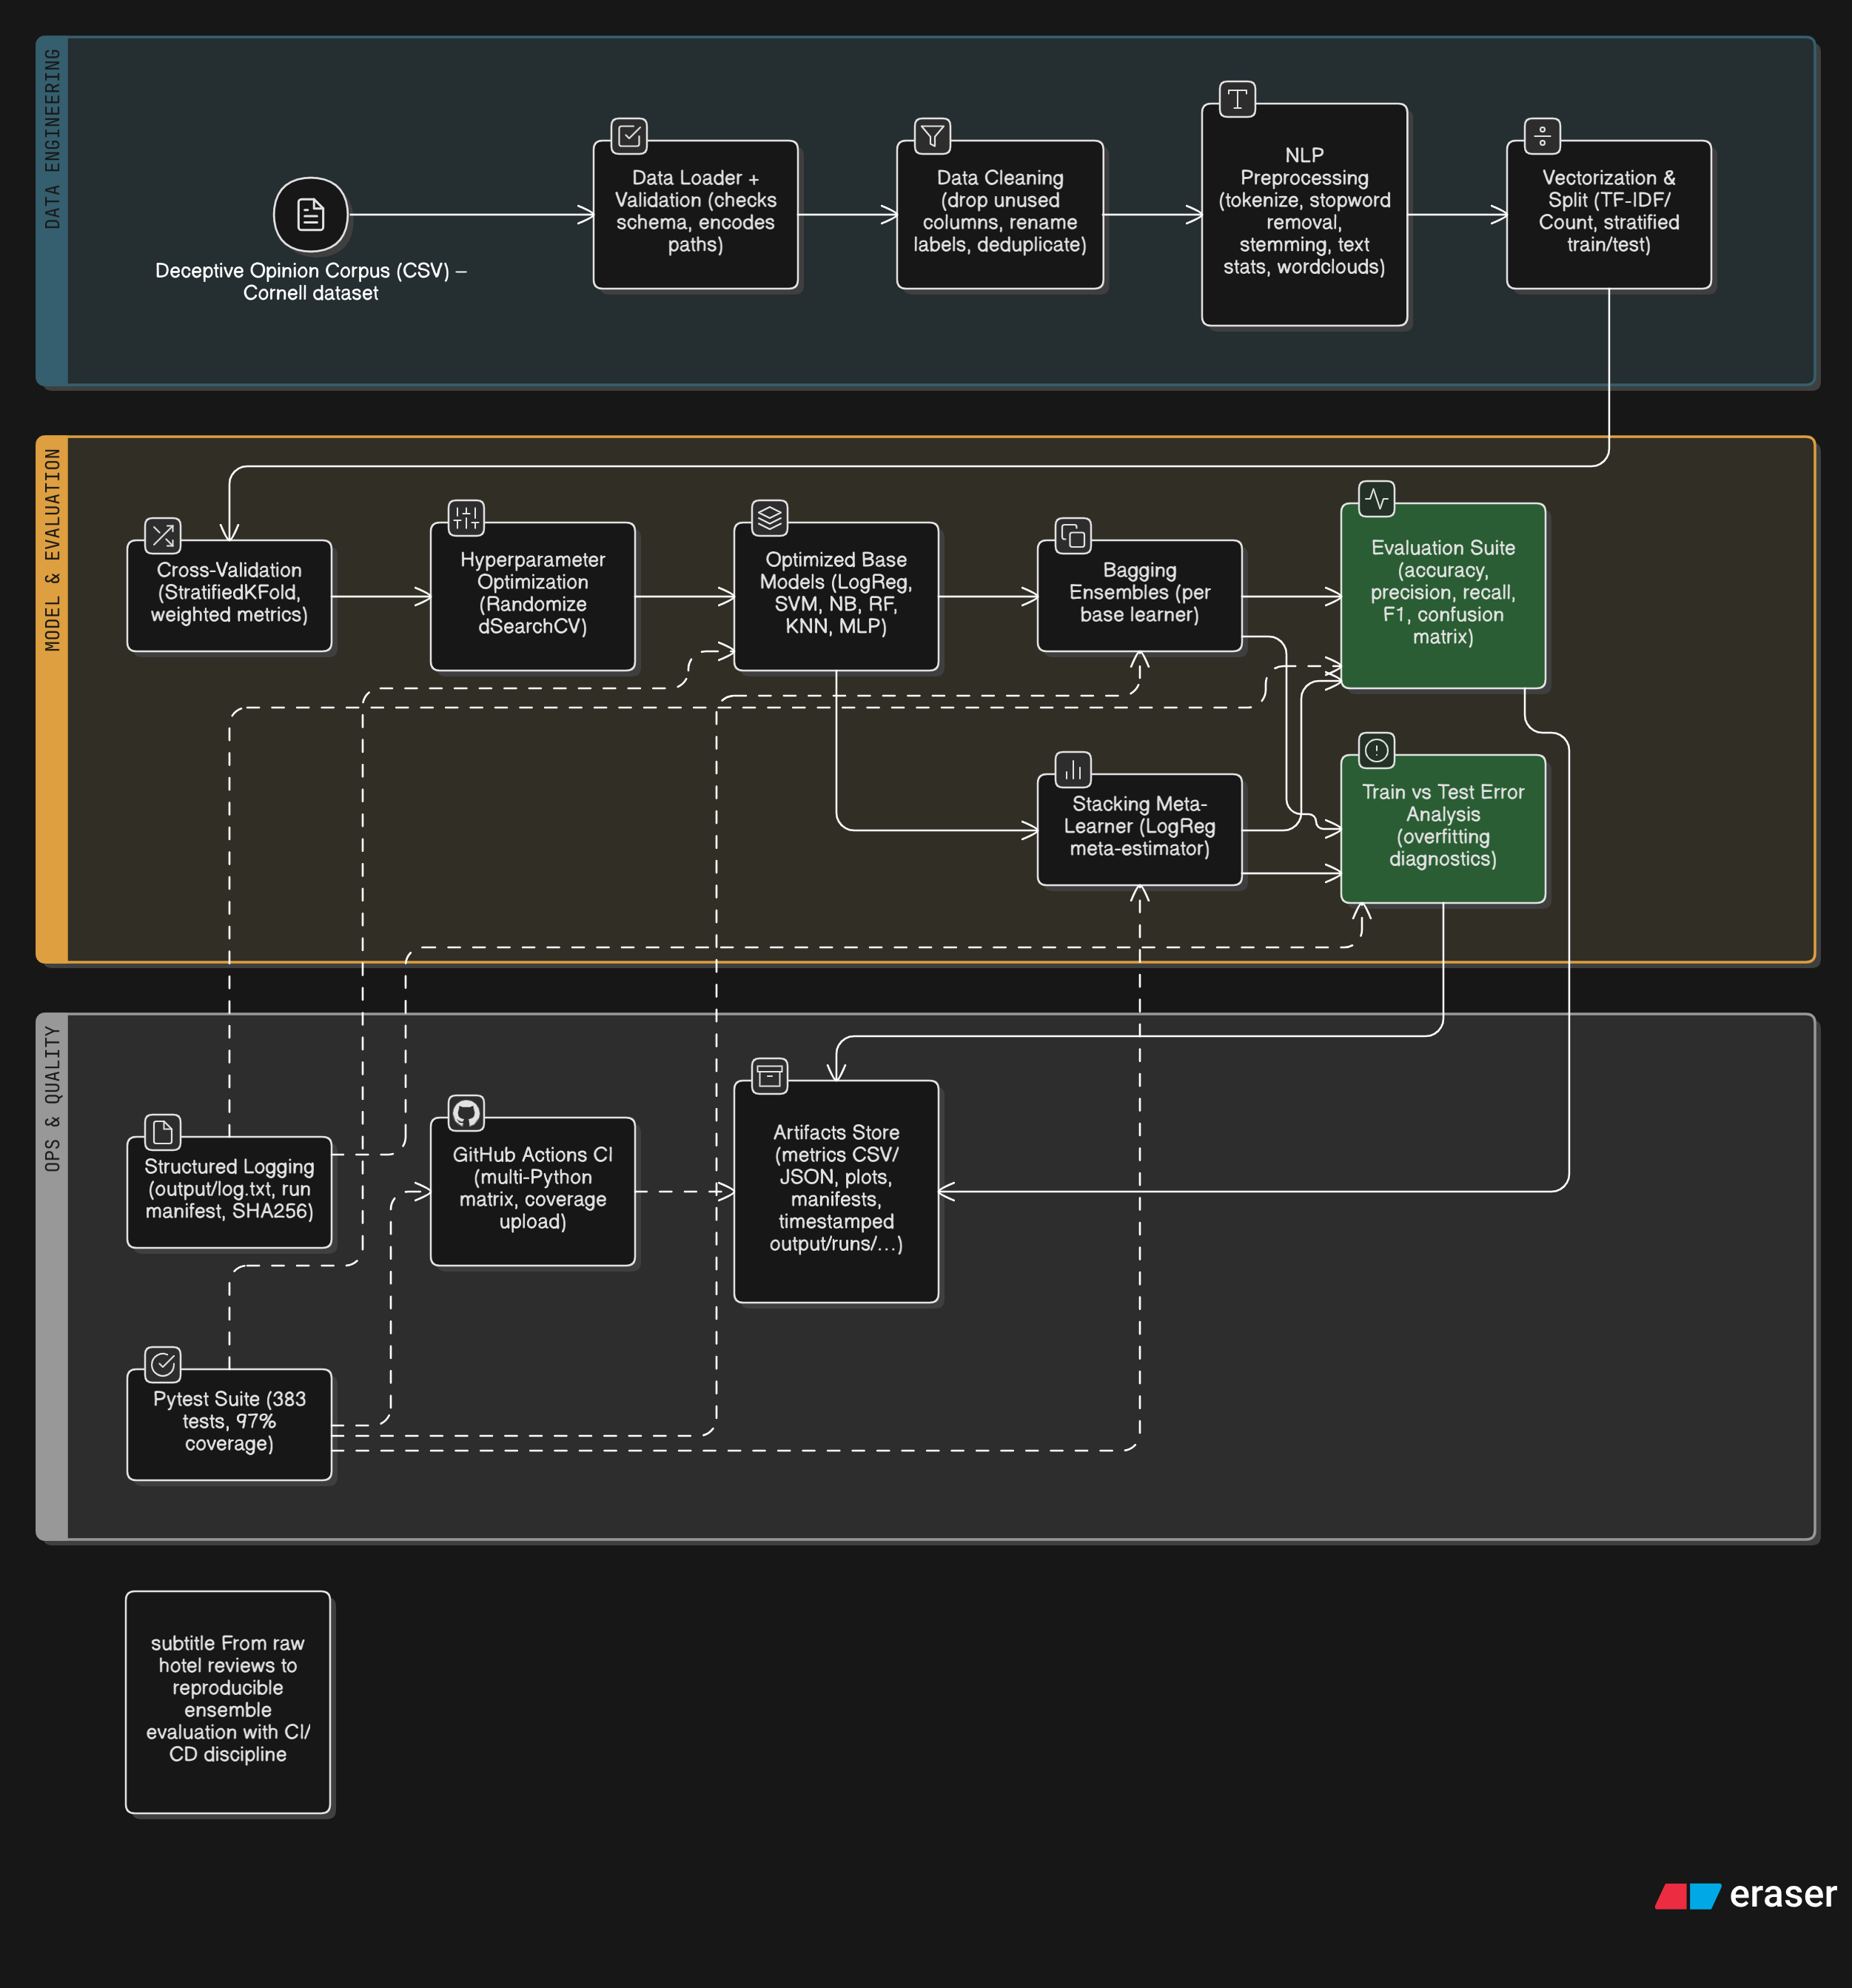 DATA ENGINEERING
Deceptive Opinion Corpus (CSV) –
Cornell dataset
Data Loader +
Validation (checks
schema, encodes
paths)
Data Cleaning
(drop unused
columns, rename
labels, deduplicate)
NLP
Preprocessing
(tokenize, stopword
removal,
stemming, text
stats, wordclouds)
Vectorization &
Split (TF-IDF/
Count, stratified
train/test)
MODEL & EVALUATION
Cross-Validation
(StratifiedKFold,
weighted metrics)
Hyperparameter
Optimization
(Randomize
dSearchCV)
Optimized Base
Models (LogReg,
SVM, NB, RF,
KNN, MLP)
Bagging
Ensembles (per
base learner)
Evaluation Suite
(accuracy,
precision, recall,
F1, confusion
matrix)
Stacking Meta-
Learner (LogReg
meta-estimator)
Train vs Test Error
Analysis
(overfitting
diagnostics)
OPS & QUALITY
Structured Logging
(output/log.txt, run
manifest, SHA256)
GitHub Actions CI
(multi-Python
matrix, coverage
upload)
Artifacts Store
(metrics CSV/
JSON, plots,
manifests,
timestamped
output/runs/...)
Pytest Suite (383
tests, 97%
coverage)
subtitle From raw
hotel reviews to
reproducible
ensemble
evaluation with CI/
CD discipline
eraser